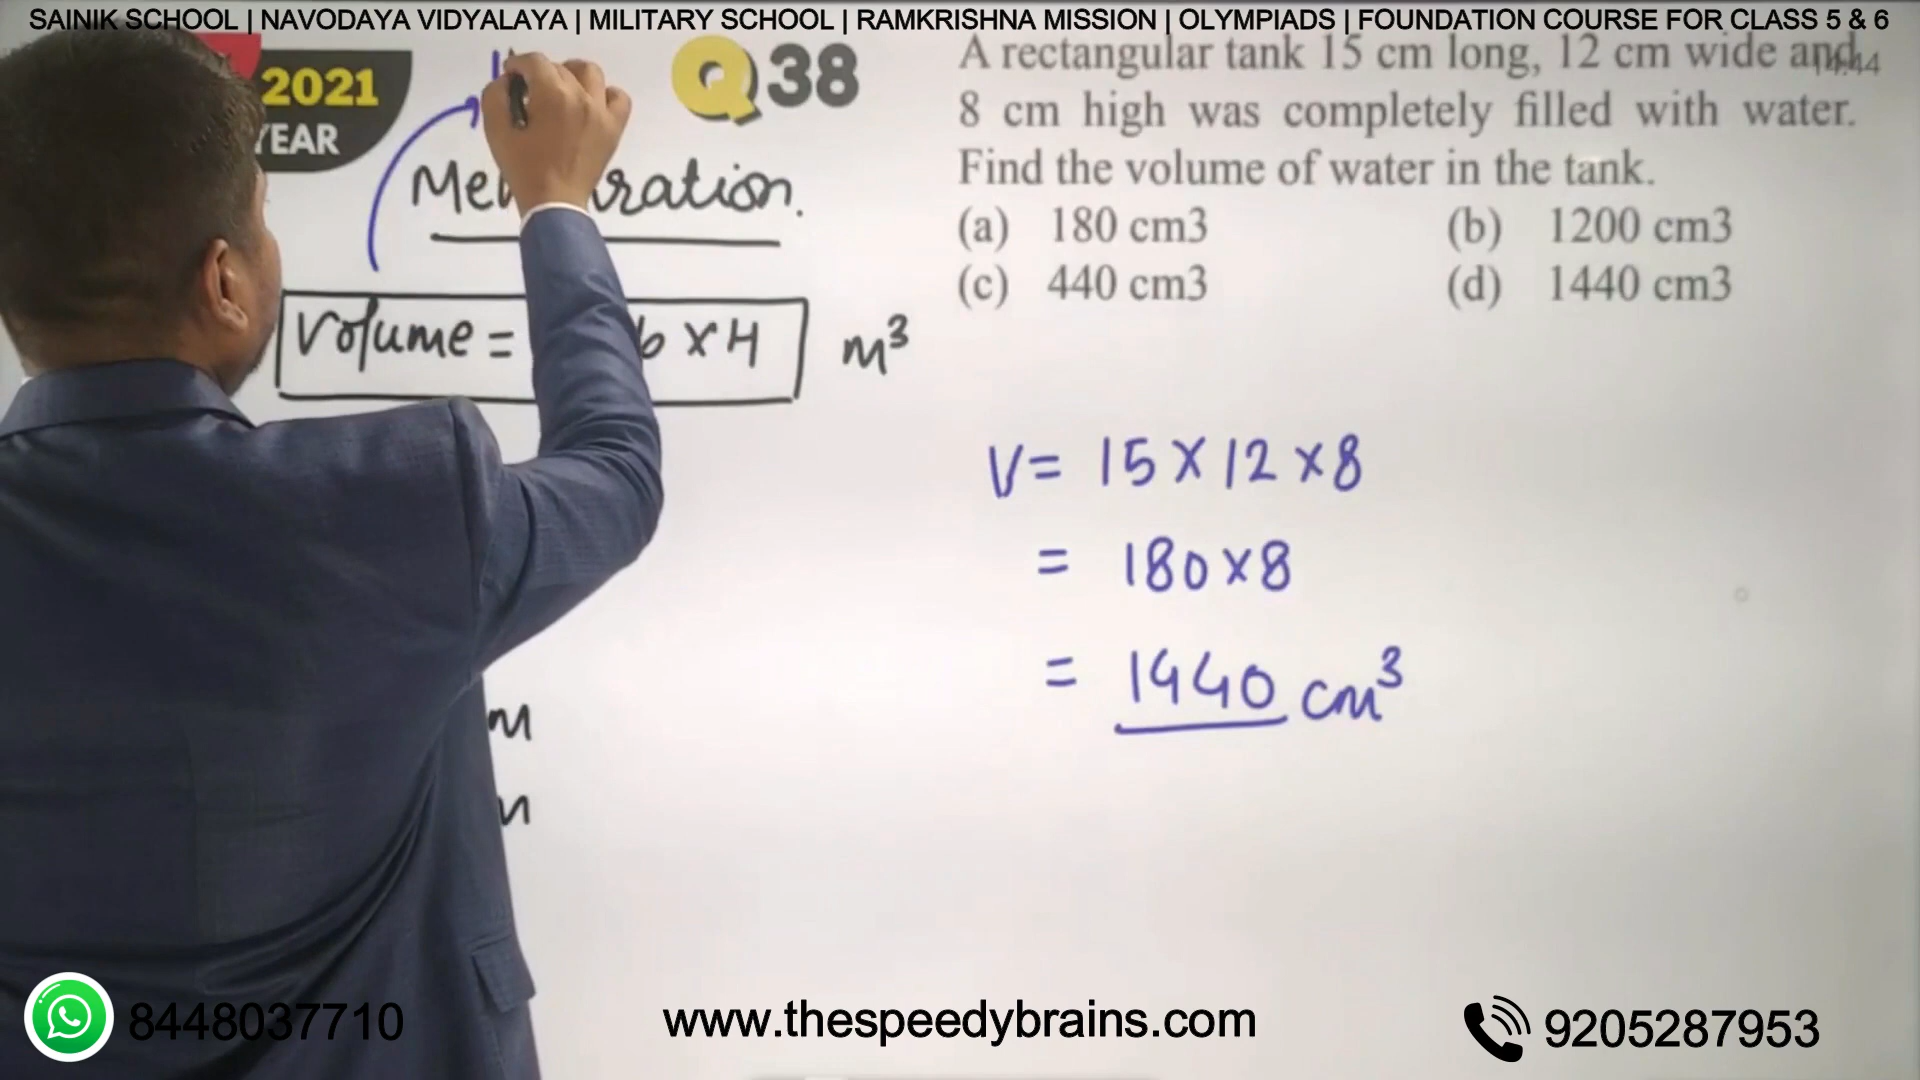 SAINIK SCHOOL | NAVODAYA VIDYALAYA | MILITARY SCHOOL | RAMKRISHNA MISSION | OLYMPIADS | FOUNDATION COURSE FOR CLASS 5 & 6
2021
YEAR
Q38
Mensuration.
Volume = b × H m³
m
A rectangular tank 15 cm long, 12 cm wide and
8 cm high was completely filled with water.
Find the volume of water in the tank.
(a) 180 cm3 (b) 1200 cm3
(c) 440 cm3 (d) 1440 cm3
V = 15 × 12 × 8
= 180 × 8
= 1440 cm³
8448037710 www.thespeedybrains.com 9205287953